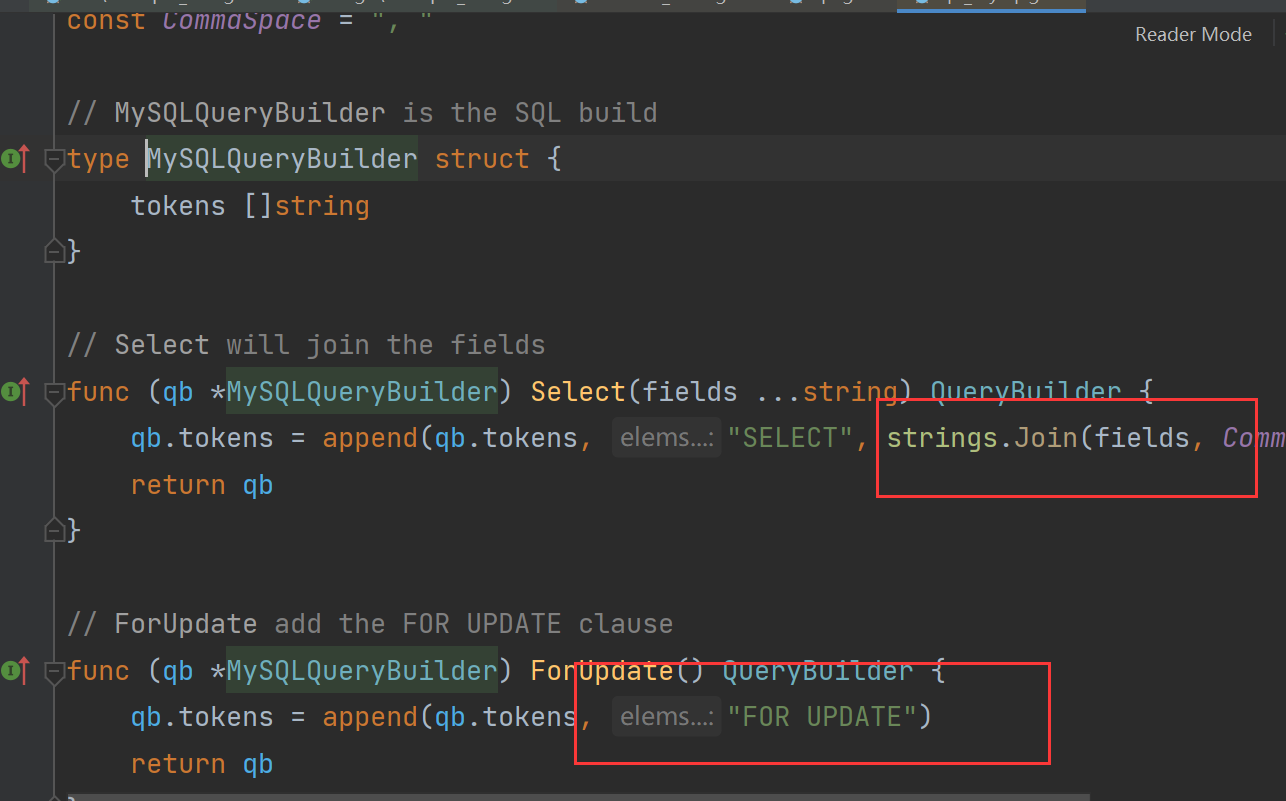 const CommaSpace = ", "
Reader Mode
// MySQLQueryBuilder is the SQL build
type MySQLQueryBuilder struct {
tokens []string
}
// Select will join the fields
func (qb *MySQLQueryBuilder) Select(fields ...string) QueryBuilder {
qb.tokens = append(qb.tokens, elems...: "SELECT", strings.Join(fields, Comm
return qb
}
// ForUpdate add the FOR UPDATE clause
func (qb *MySQLQueryBuilder) ForUpdate() QueryBuilder {
qb.tokens = append(qb.tokens, elems...: "FOR UPDATE")
return qb
}